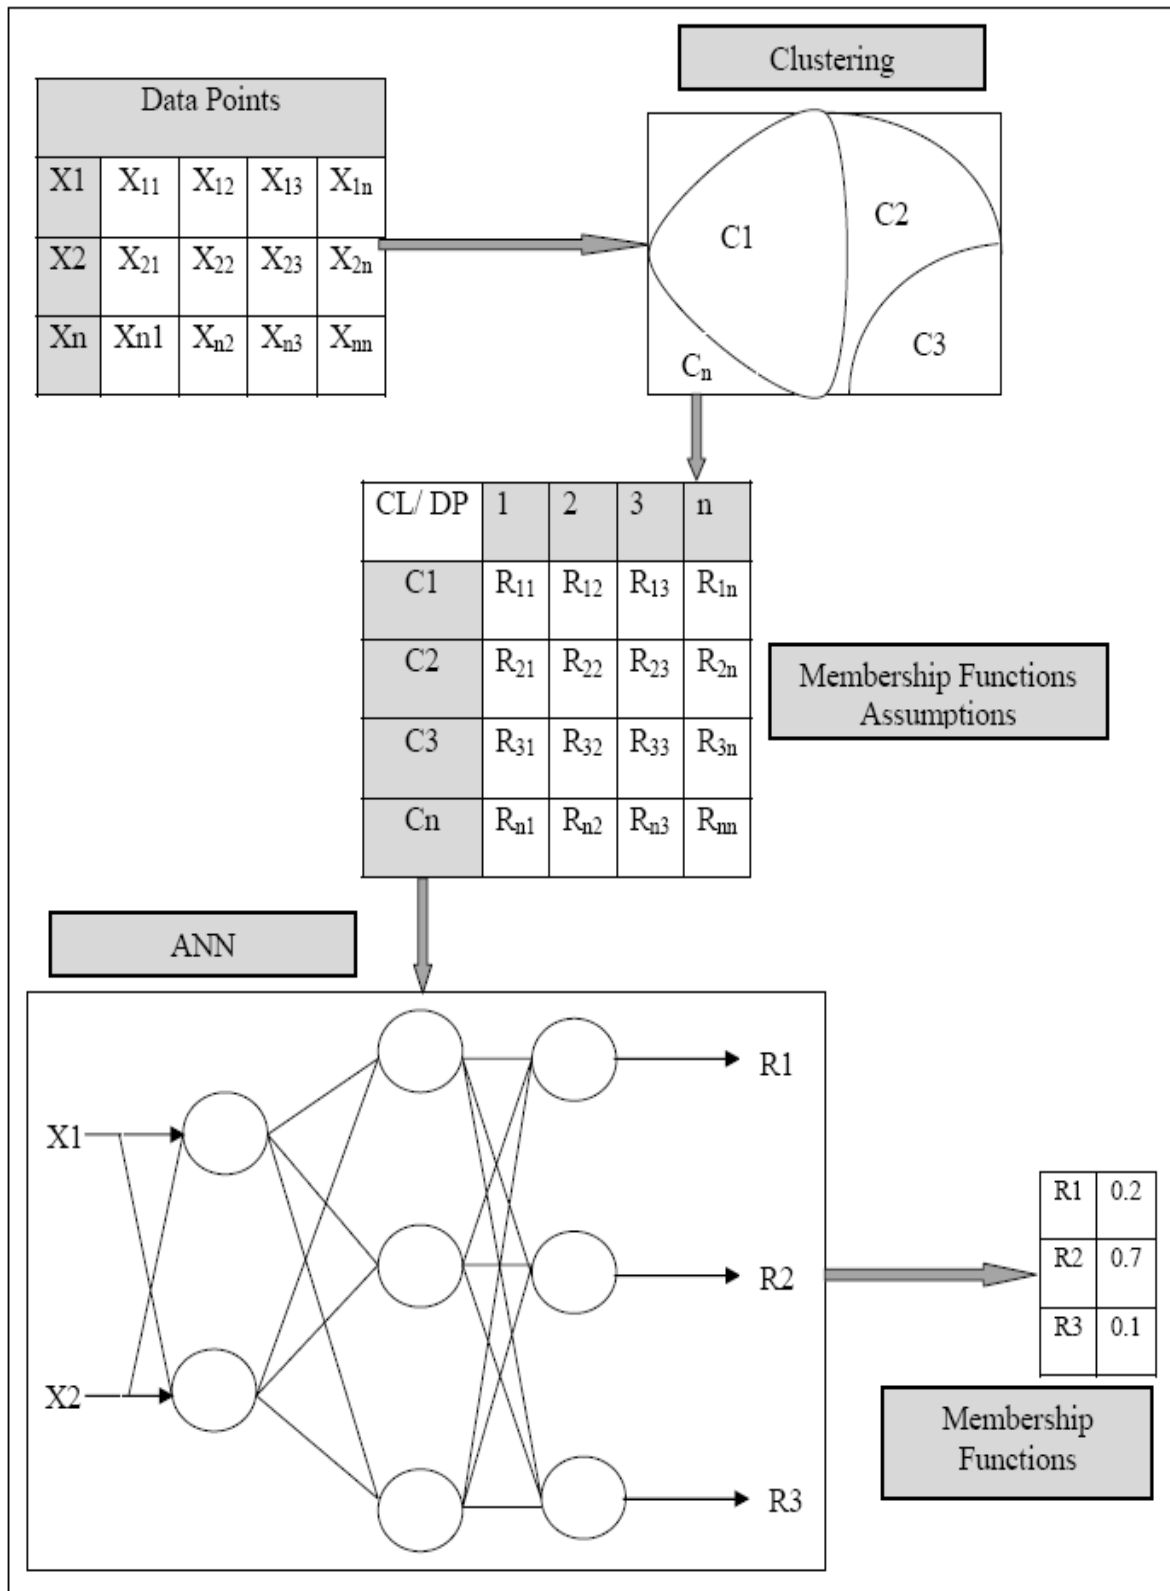 Clustering
Data Points
X1 X₁₁ X₁₂ X₁₃ X₁ₙ
X2 X₂₁ X₂₂ X₂₃ X₂ₙ
Xn Xn1 Xₙ₂ Xₙ₃ Xₙₙ
C1
C2
C3
Cₙ
CL/ DP 1 2 3 n
C1 R₁₁ R₁₂ R₁₃ R₁ₙ
C2 R₂₁ R₂₂ R₂₃ R₂ₙ
C3 R₃₁ R₃₂ R₃₃ R₃ₙ
Cn Rₙ₁ Rₙ₂ Rₙ₃ Rₙₙ
Membership Functions
Assumptions
ANN
X1
X2
R1
R2
R3
R1 0.2
R2 0.7
R3 0.1
Membership
Functions